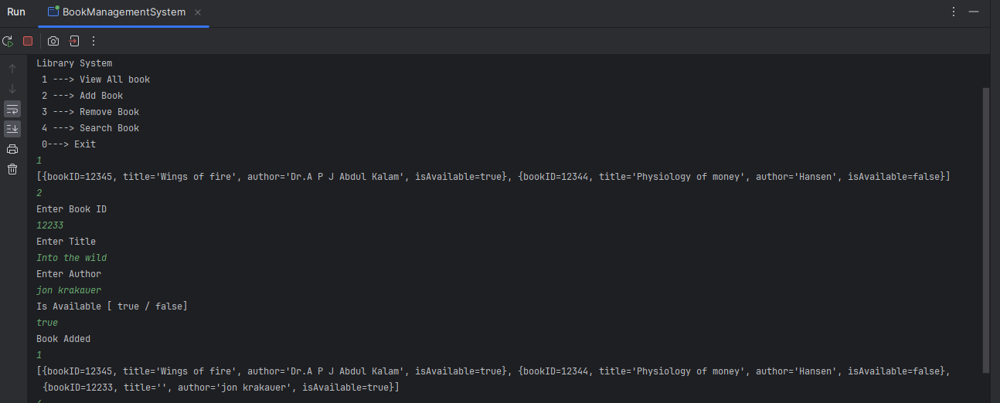 Run BookManagementSystem
Library System
1 ---> View All book
2 ---> Add Book
3 ---> Remove Book
4 ---> Search Book
0---> Exit
1
[{bookID=12345, title='Wings of fire', author='Dr.A P J Abdul Kalam', isAvailable=true}, {bookID=12344, title='Physiology of money', author='Hansen', isAvailable=false}]
2
Enter Book ID
12233
Enter Title
Into the wild
Enter Author
jon krakauer
Is Available [ true / false]
true
Book Added
1
[{bookID=12345, title='Wings of fire', author='Dr.A P J Abdul Kalam', isAvailable=true}, {bookID=12344, title='Physiology of money', author='Hansen', isAvailable=false},
{bookID=12233, title='', author='jon krakauer', isAvailable=true}]